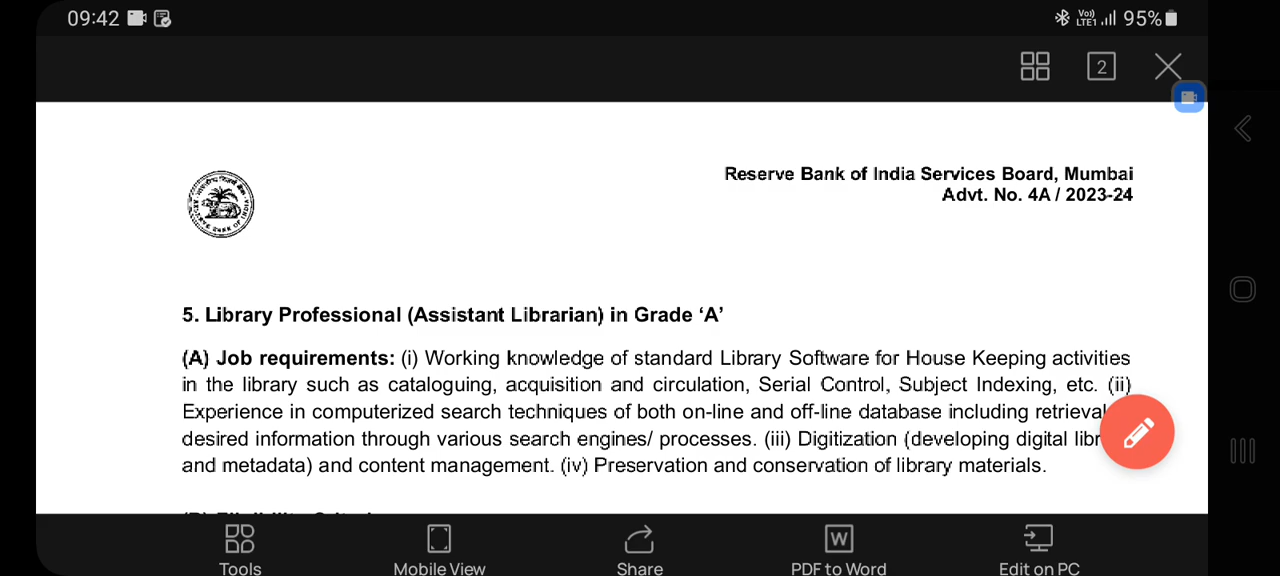 09:42
Vo)) LTE1 95%
2
Reserve Bank of India Services Board, Mumbai
Advt. No. 4A / 2023-24
5. Library Professional (Assistant Librarian) in Grade ‘A’
(A) Job requirements: (i) Working knowledge of standard Library Software for House Keeping activities
in the library such as cataloguing, acquisition and circulation, Serial Control, Subject Indexing, etc. (ii)
Experience in computerized search techniques of both on-line and off-line database including retrieval
desired information through various search engines/ processes. (iii) Digitization (developing digital
and metadata) and content management. (iv) Preservation and conservation of library materials.
Tools
Mobile View
Share
W
PDF to Word
Edit on PC